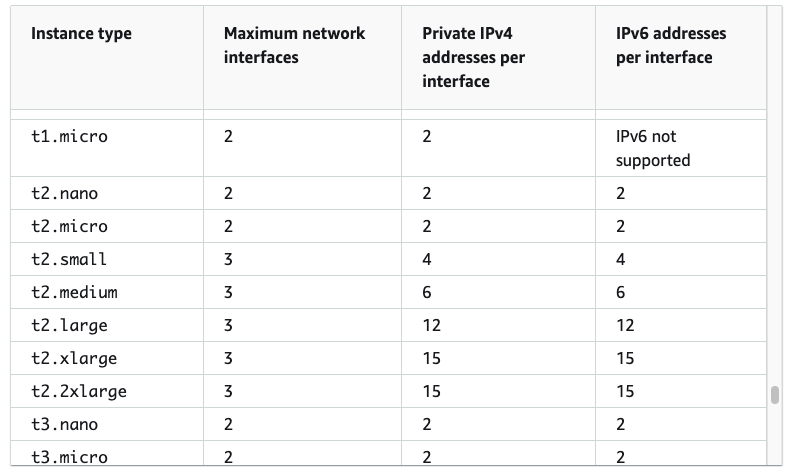 Instance type Maximum network interfaces Private IPv4 addresses per interface IPv6 addresses per interface
t1.micro 2 2 IPv6 not supported
t2.nano 2 2 2
t2.micro 2 2 2
t2.small 3 4 4
t2.medium 3 6 6
t2.large 3 12 12
t2.xlarge 3 15 15
t2.2xlarge 3 15 15
t3.nano 2 2 2
t3.micro 2 2 2